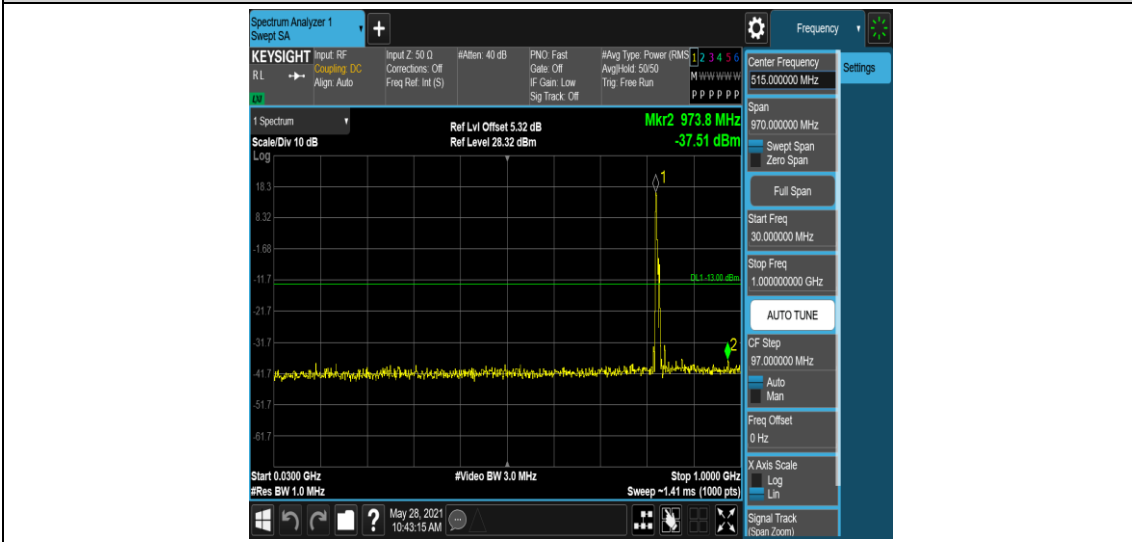 Spectrum Analyzer 1
Swept SA
+
Frequency
KEYSIGHT
RL
LXI
Input: RF
Coupling: DC
Align: Auto
Input Z: 50 Ω
Corrections: Off
Freq Ref: Int (S)
#Atten: 40 dB
PNO: Fast
Gate: Off
IF Gain: Low
Sig Track: Off
#Avg Type: Power (RMS
Avg|Hold: 50/50
Trig: Free Run
1 2 3 4 5 6
M W W W W W
P P P P P P
1 Spectrum
Scale/Div 10 dB
Log
Ref Lvl Offset 5.32 dB
Ref Level 28.32 dBm
Mkr2 973.8 MHz
-37.51 dBm
1
18.3
8.32
-1.68
-11.7
DL1 -13.00 dBm
-21.7
-31.7
2
-41.7
-51.7
-61.7
Start 0.0300 GHz
#Res BW 1.0 MHz
#Video BW 3.0 MHz
Stop 1.0000 GHz
Sweep ~1.41 ms (1000 pts)
?
May 28, 2021
10:43:15 AM
Center Frequency
515.000000 MHz
Span
970.000000 MHz
Swept Span
Zero Span
Full Span
Start Freq
30.000000 MHz
Stop Freq
1.000000000 GHz
AUTO TUNE
CF Step
97.000000 MHz
Auto
Man
Freq Offset
0 Hz
X Axis Scale
Log
Lin
Signal Track
(Span Zoom)
Settings